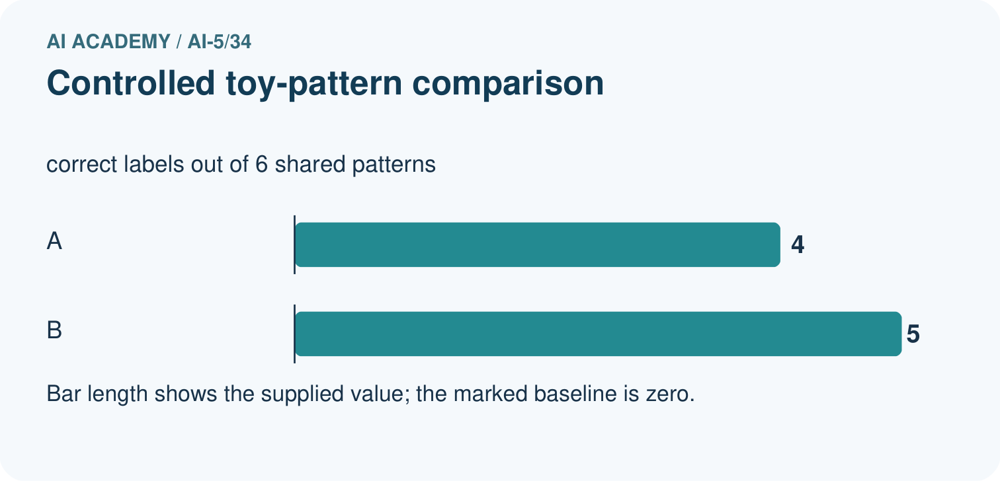 AI ACADEMY / AI-5/34
Controlled toy-pattern comparison
correct labels out of 6 shared patterns
A
4
B
5
Bar length shows the supplied value; the marked baseline is zero.